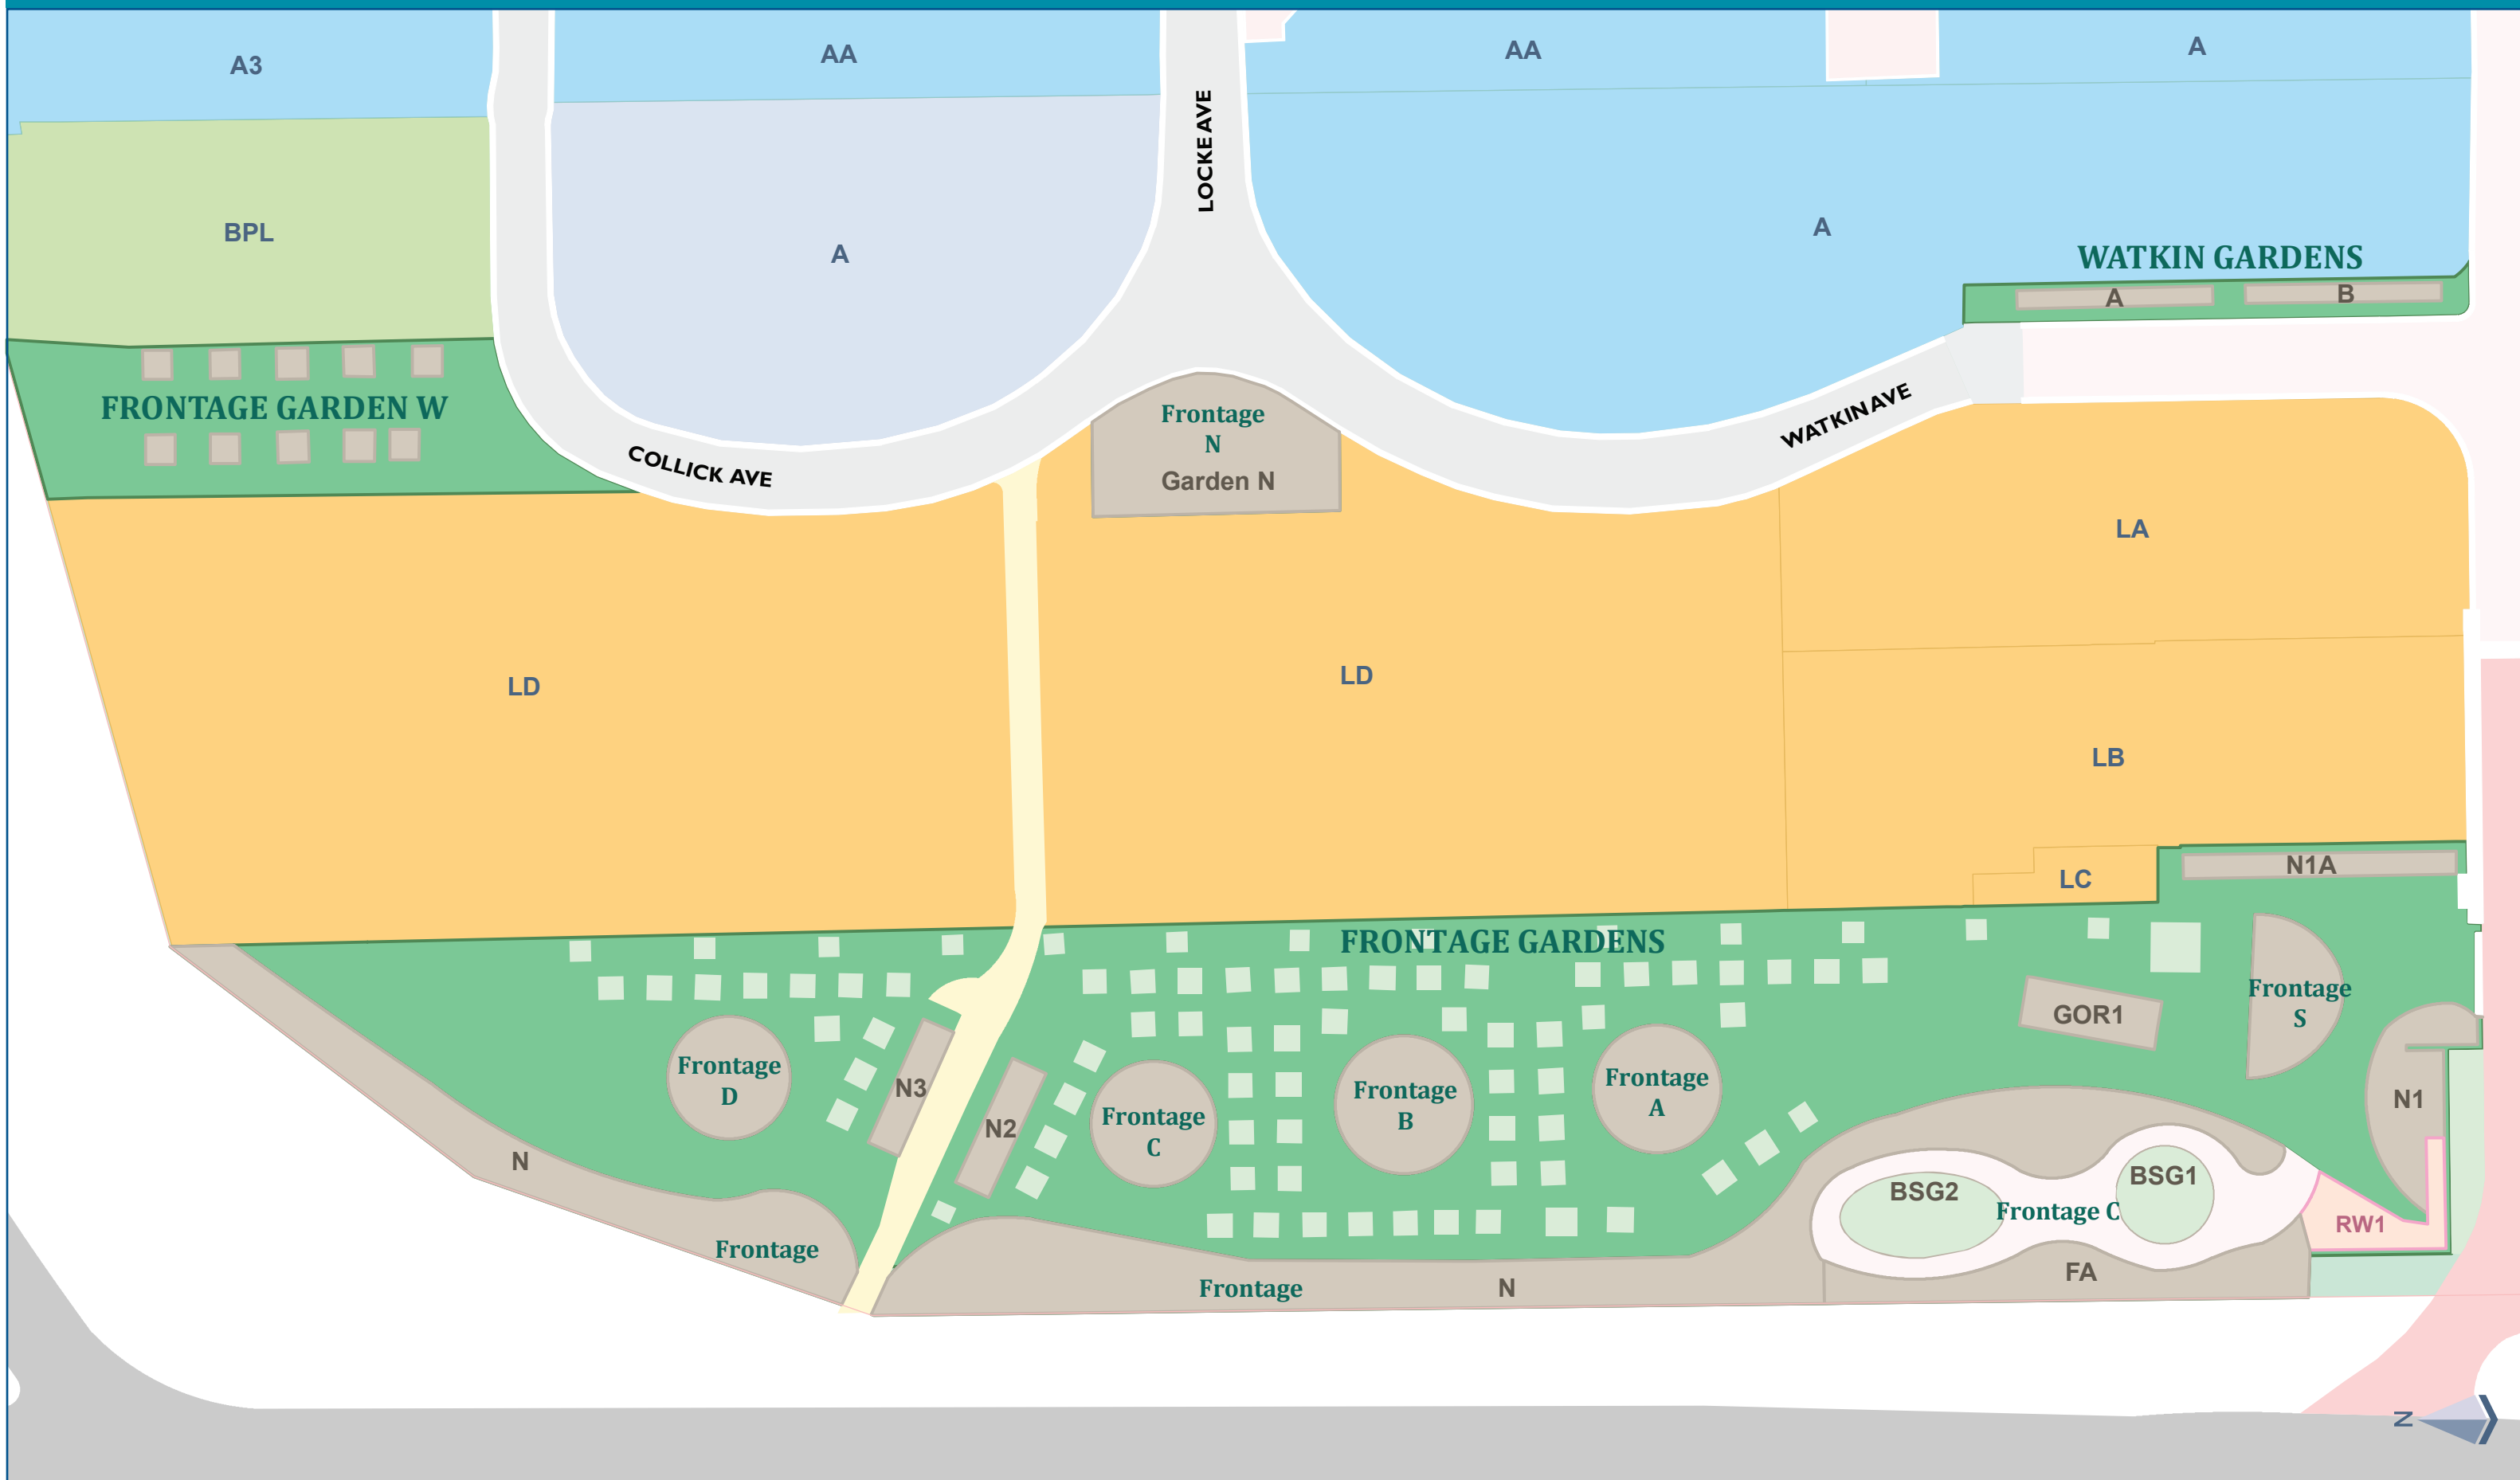 A3
AA
AA
A
LOCKE AVE
BPL
A
A
WATKIN GARDENS
A
B
FRONTAGE GARDEN W
COLLICK AVE
Frontage
N
Garden N
WATKIN AVE
LA
LD
LD
LB
LC
N1A
FRONTAGE GARDENS
Frontage
S
GOR1
Frontage
D
N3
N2
Frontage
C
Frontage
B
Frontage
A
N1
N
BSG2
Frontage C
BSG1
RW1
Frontage
Frontage
N
FA
N